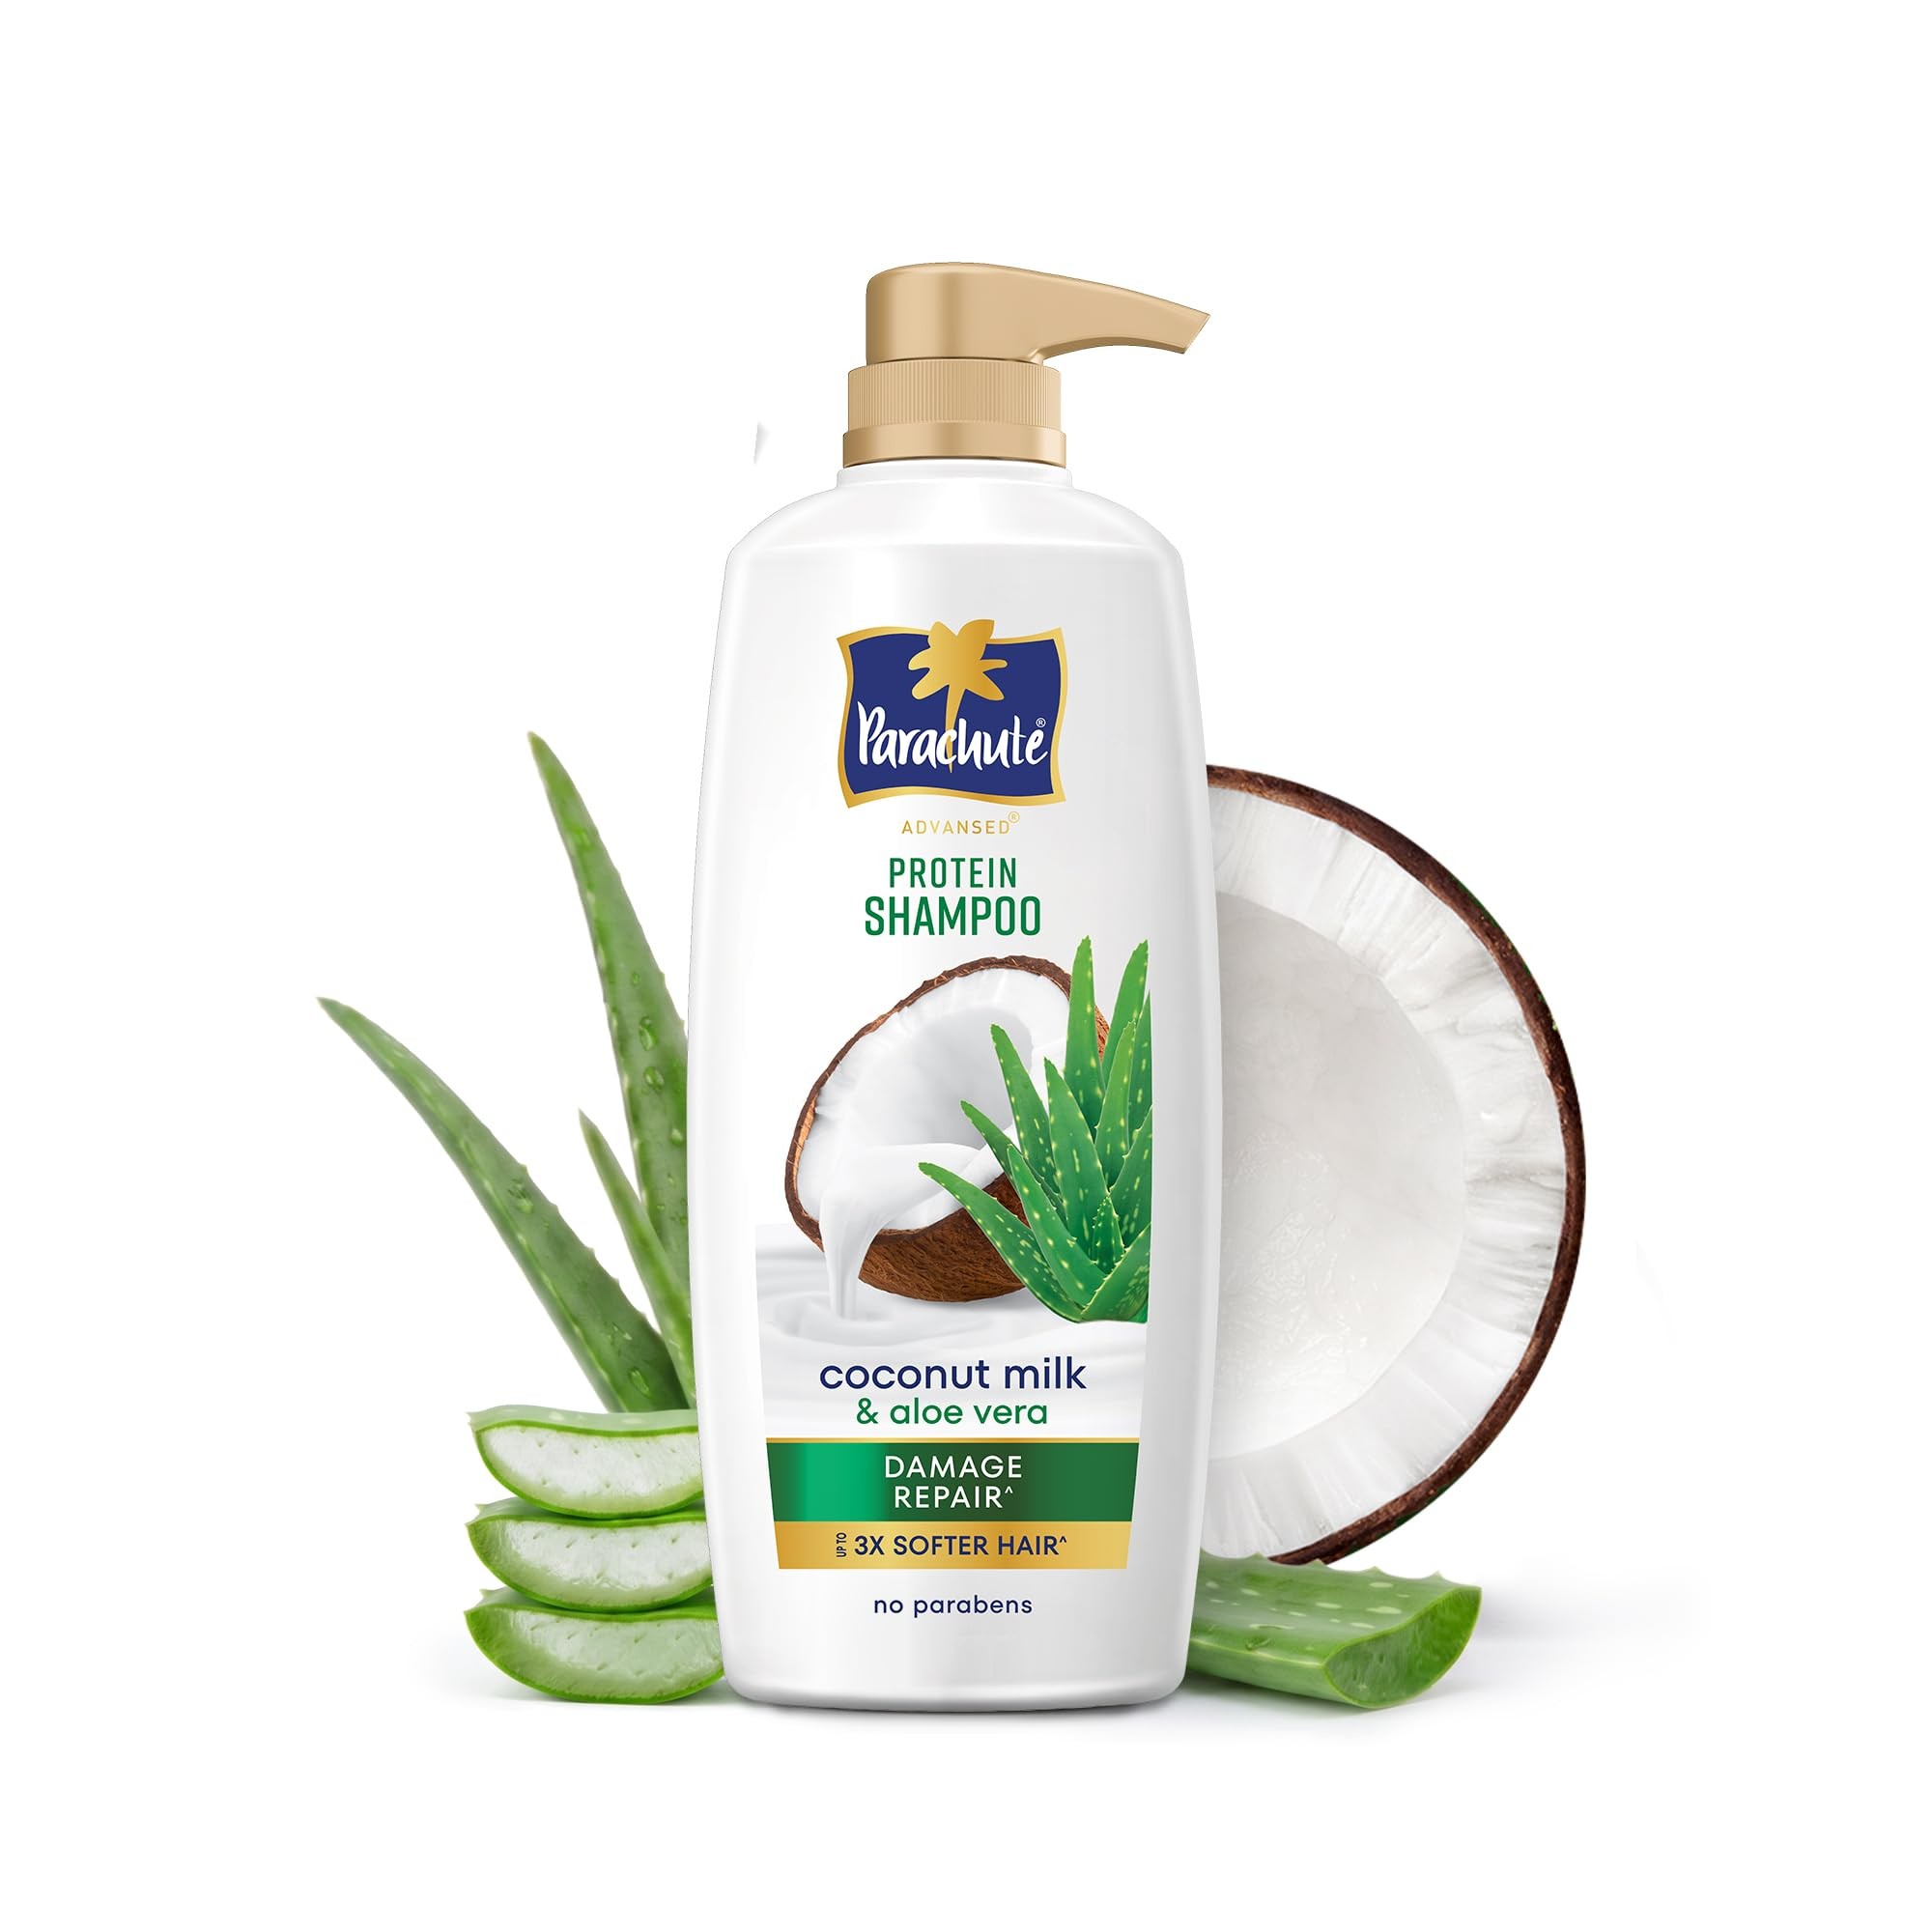 Parachute®
ADVANSED®
PROTEIN
SHAMPOO
coconut milk
& aloe vera
DAMAGE
REPAIR^
UP TO 3X SOFTER HAIR^
no parabens